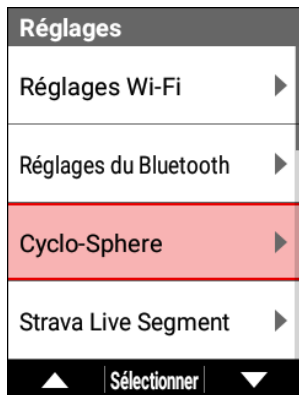 Réglages
Réglages Wi-Fi
Réglages du Bluetooth
Cyclo-Sphere
Strava Live Segment
Sélectionner